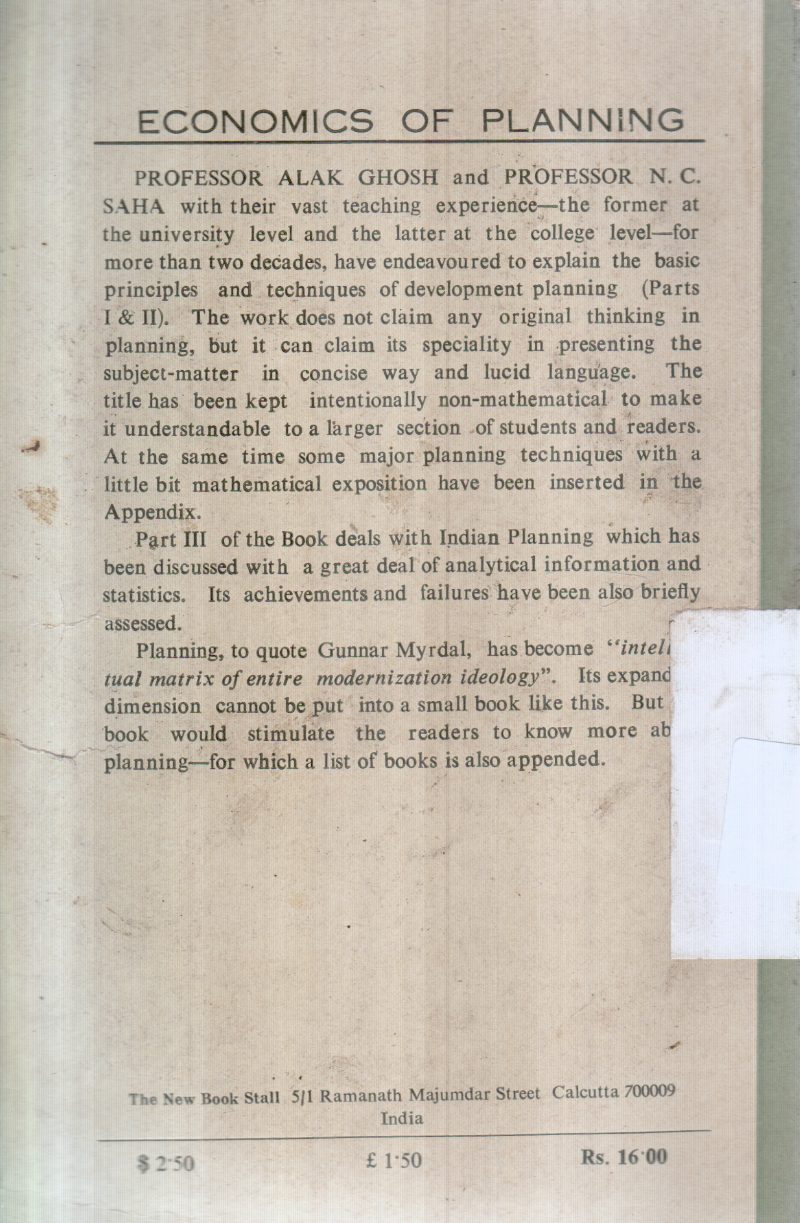 ECONOMICS OF PLANNING
PROFESSOR ALAK GHOSH and PROFESSOR N. C.
SAHA with their vast teaching experience—the former at
the university level and the latter at the college level—for
more than two decades, have endeavoured to explain the basic
principles and techniques of development planning (Parts
I & II). The work does not claim any original thinking in
planning, but it can claim its speciality in presenting the
subject-matter in concise way and lucid language. The
title has been kept intentionally non-mathematical to make
it understandable to a larger section of students and readers.
At the same time some major planning techniques with a
little bit mathematical exposition have been inserted in the
Appendix.
Part III of the Book deals with Indian Planning which has
been discussed with a great deal of analytical information and
statistics. Its achievements and failures have been also briefly
assessed.
Planning, to quote Gunnar Myrdal, has become "
tual matrix of entire modernization ideology". Its
dimension cannot be put into a small book like this. But
book would stimulate the readers to know more
planning—for which a list of books is also appended.
The New Book Stall 5/1 Ramanath Majumdar Street Calcutta 700009
India
$ 2·50 £ 1·50 Rs. 16·00